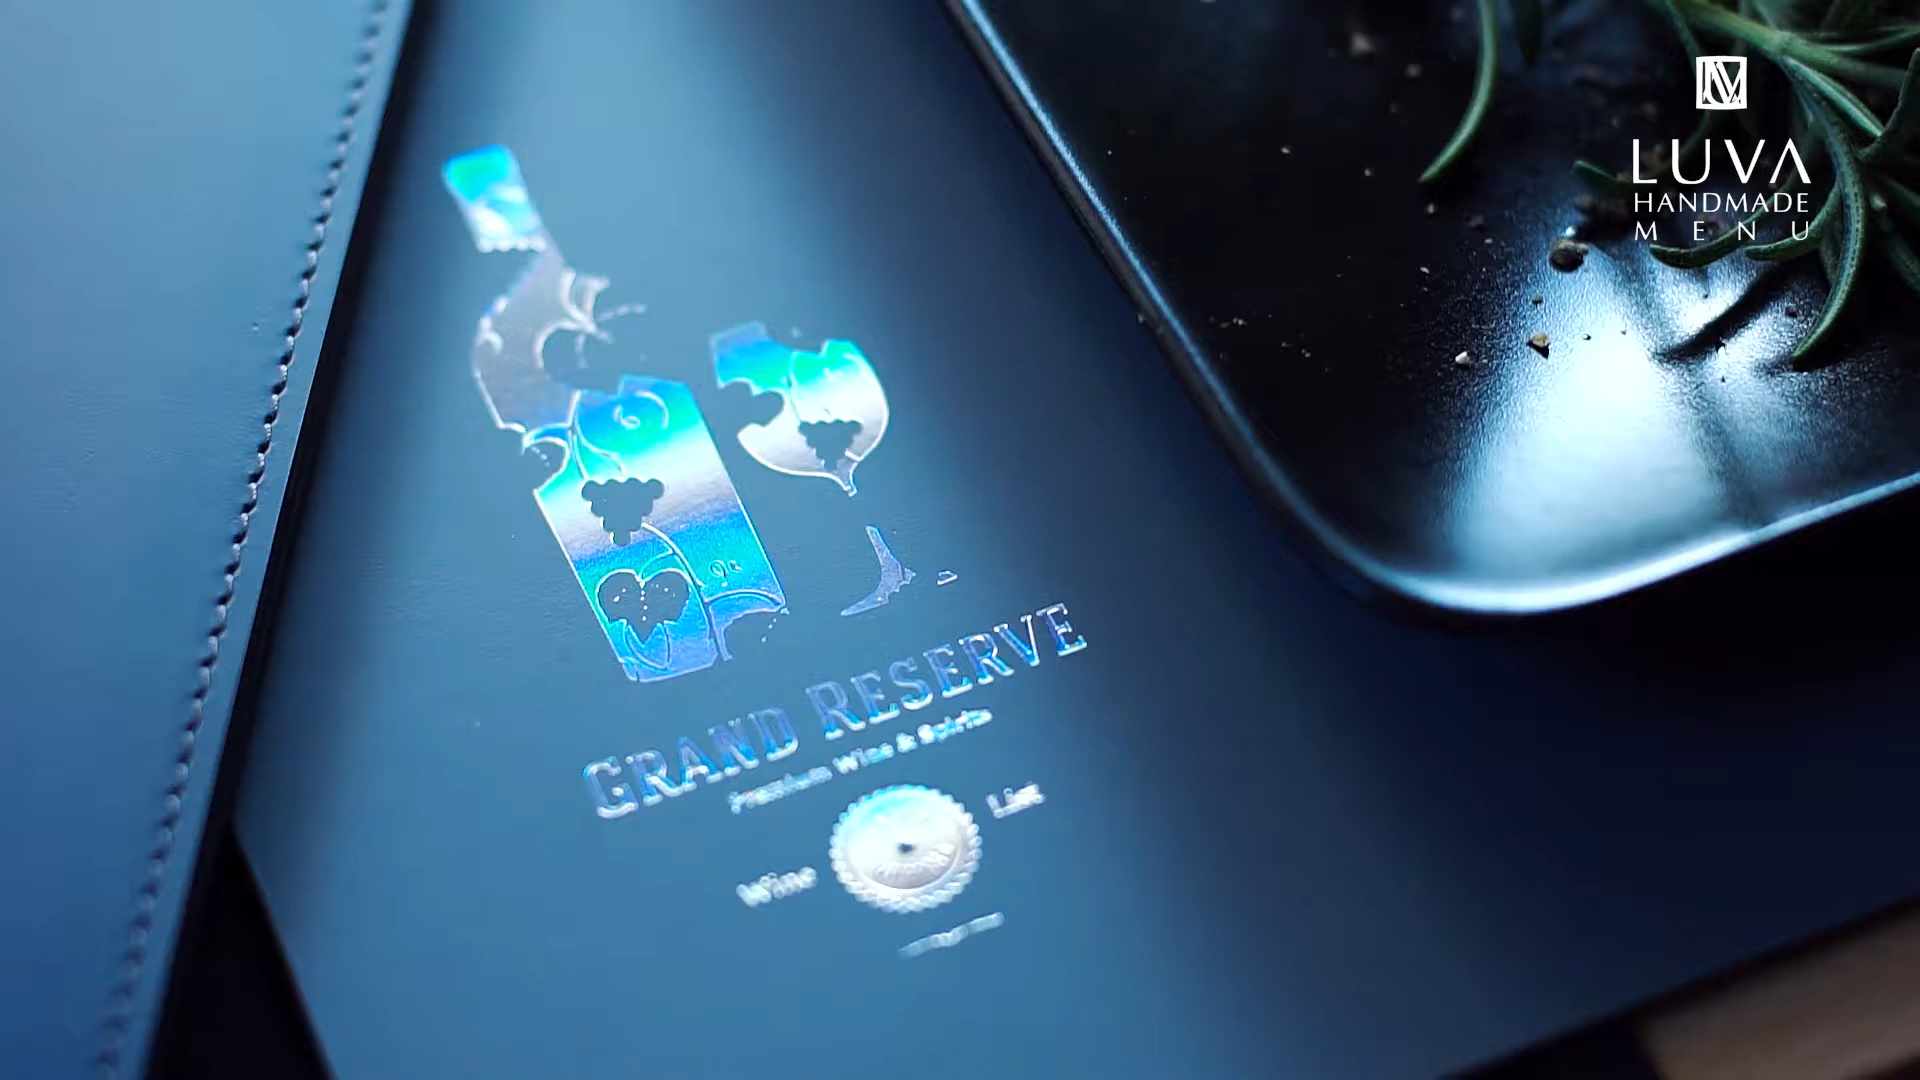 LUVA
HANDMADE
MENU
GRAND RESERVE
Premium Wine & Spirits
Wine
List